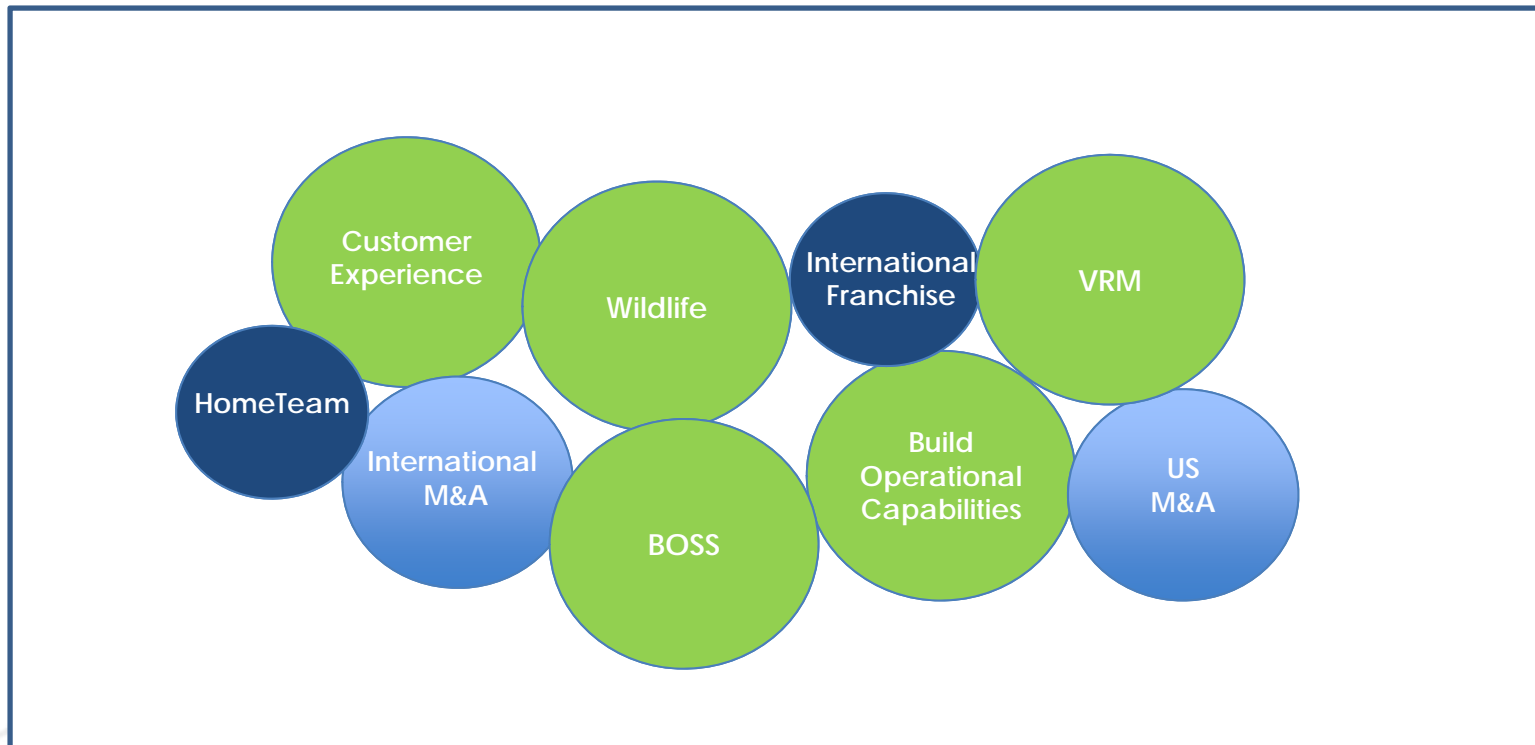 Customer
Experience
Wildlife
International
Franchise
VRM
HomeTeam
International
M&A
BOSS
Build
Operational
Capabilities
US
M&A